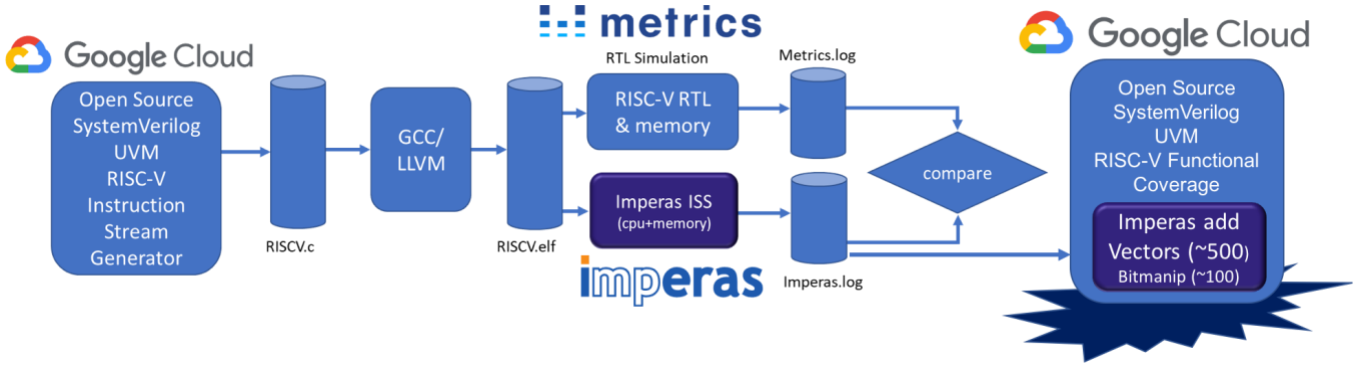 Google Cloud
Open Source
SystemVerilog
UVM
RISC-V
Instruction
Stream
Generator
RISCV.c
GCC/
LLVM
RISCV.elf
metrics
RTL Simulation
RISC-V RTL
& memory
Imperas ISS
(cpu+memory)
imperas
Metrics.log
Imperas.log
compare
Google Cloud
Open Source
SystemVerilog
UVM
RISC-V Functional
Coverage
Imperas add
Vectors (~500)
Bitmanip (~100)